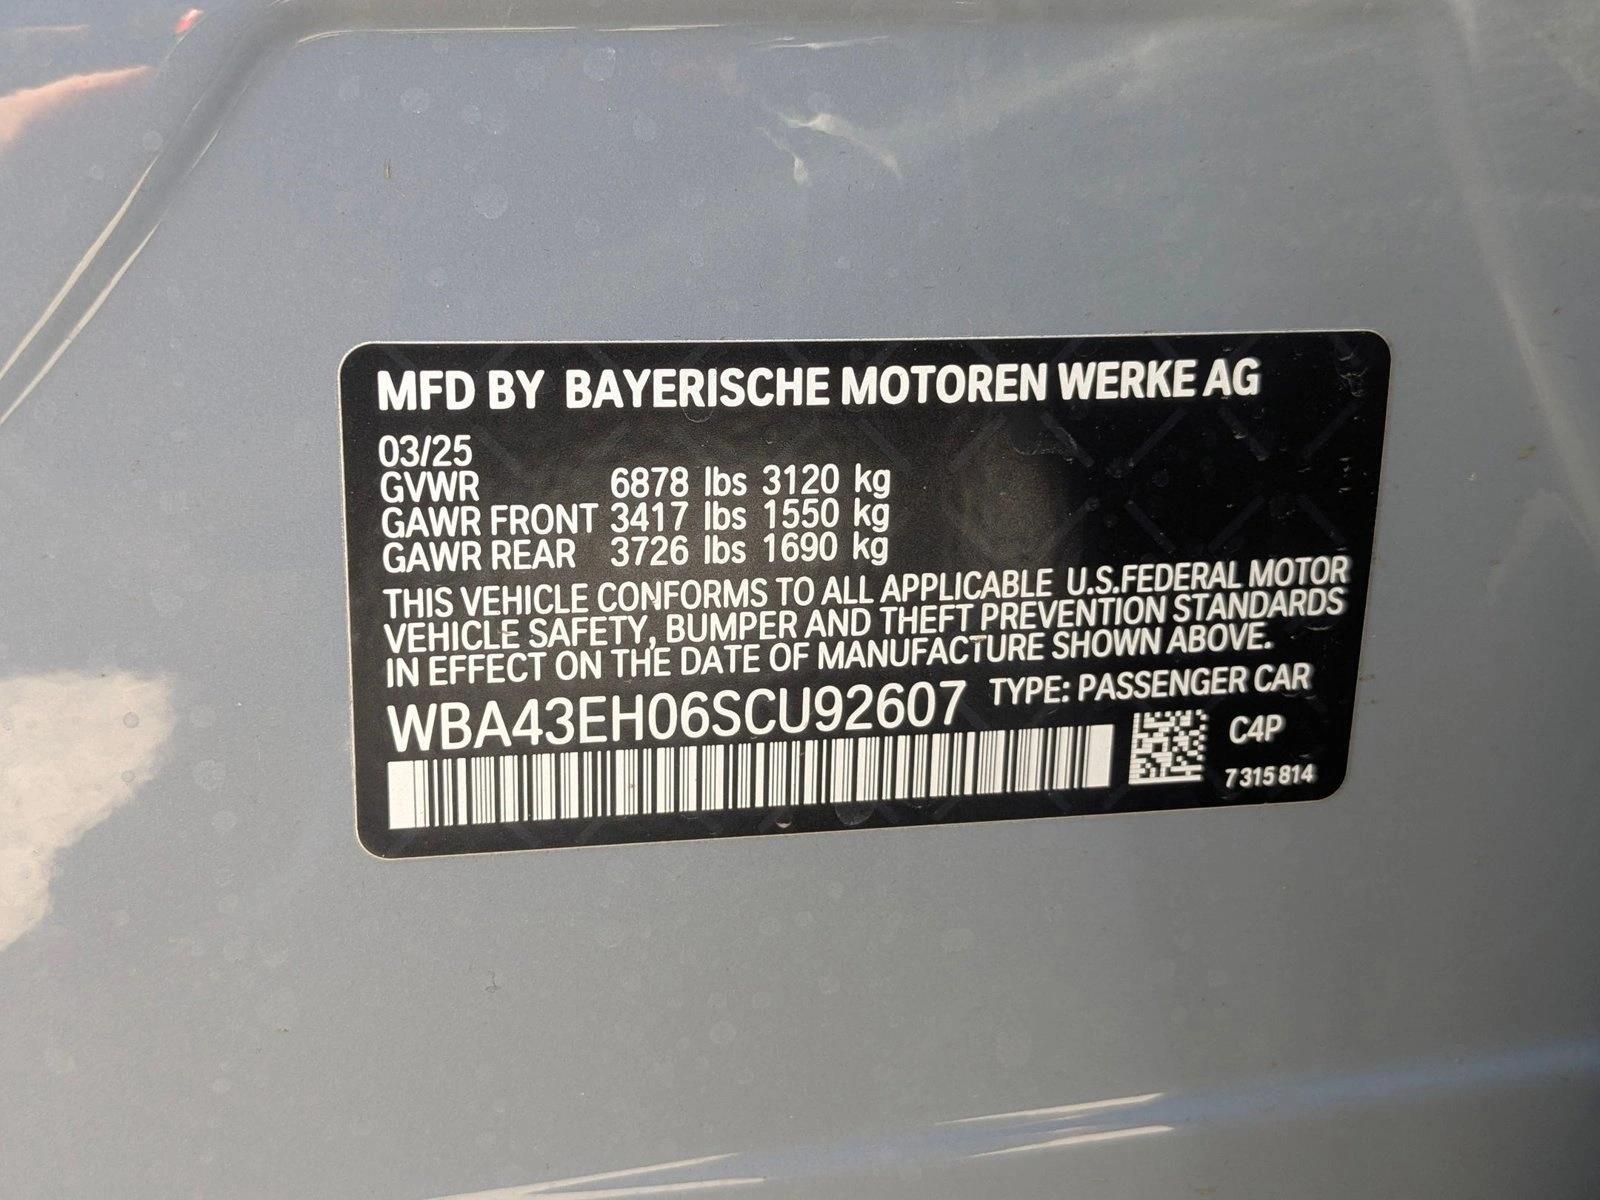 MFD BY BAYERISCHE MOTOREN WERKE AG
03/25
GVWR 6878 lbs 3120 kg
GAWR FRONT 3417 lbs 1550 kg
GAWR REAR 3726 lbs 1690 kg
THIS VEHICLE CONFORMS TO ALL APPLICABLE U.S.FEDERAL MOTOR
VEHICLE SAFETY, BUMPER AND THEFT PREVENTION STANDARDS
IN EFFECT ON THE DATE OF MANUFACTURE SHOWN ABOVE.
WBA43EH06SCU92607 TYPE: PASSENGER CAR
C4P
7 315 814